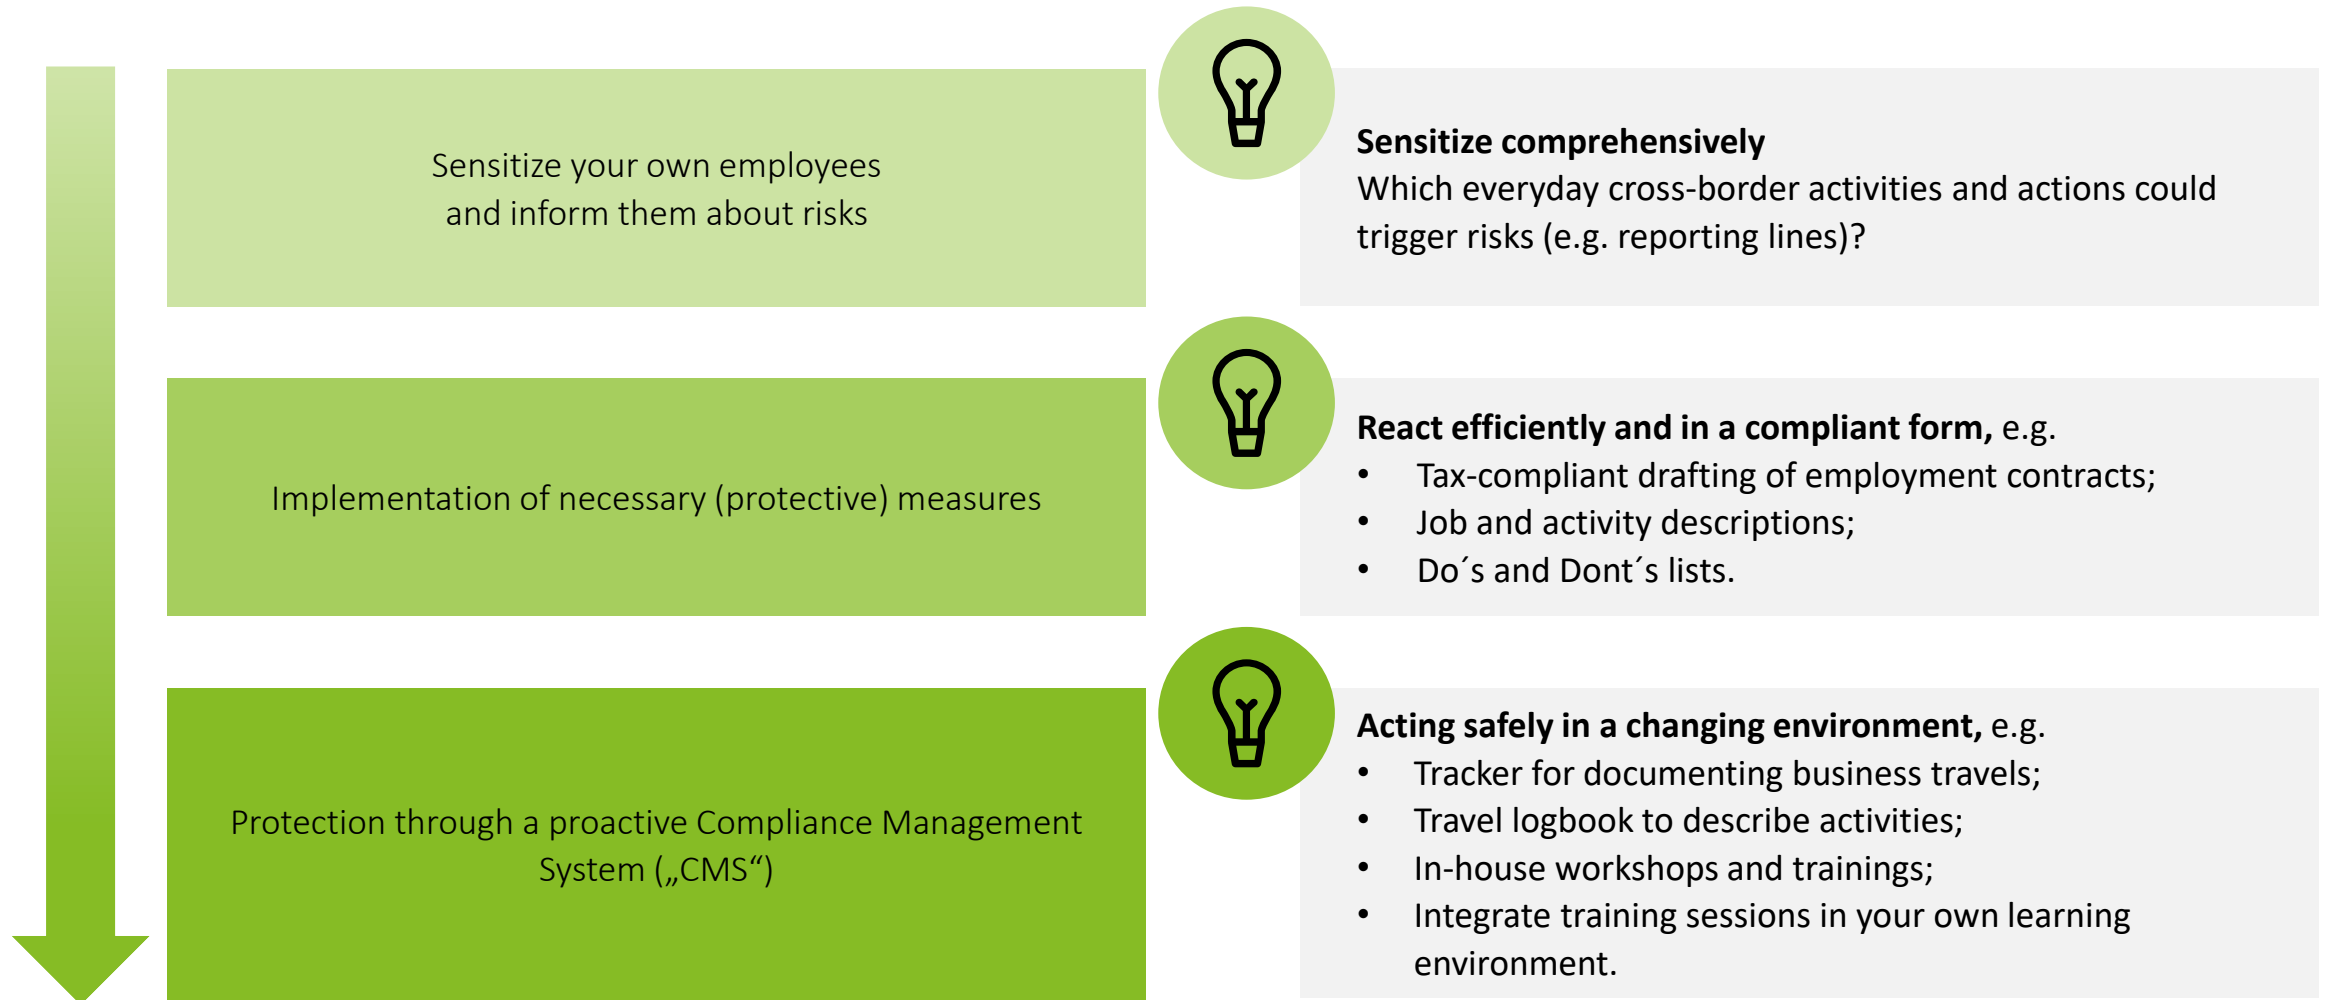 Sensitize your own employees
and inform them about risks
Sensitize comprehensively
Which everyday cross-border activities and actions could
trigger risks (e.g. reporting lines)?
Implementation of necessary (protective) measures
React efficiently and in a compliant form, e.g.
• Tax-compliant drafting of employment contracts;
• Job and activity descriptions;
• Do´s and Dont´s lists.
Protection through a proactive Compliance Management
System („CMS“)
Acting safely in a changing environment, e.g.
• Tracker for documenting business travels;
• Travel logbook to describe activities;
• In-house workshops and trainings;
• Integrate training sessions in your own learning
environment.